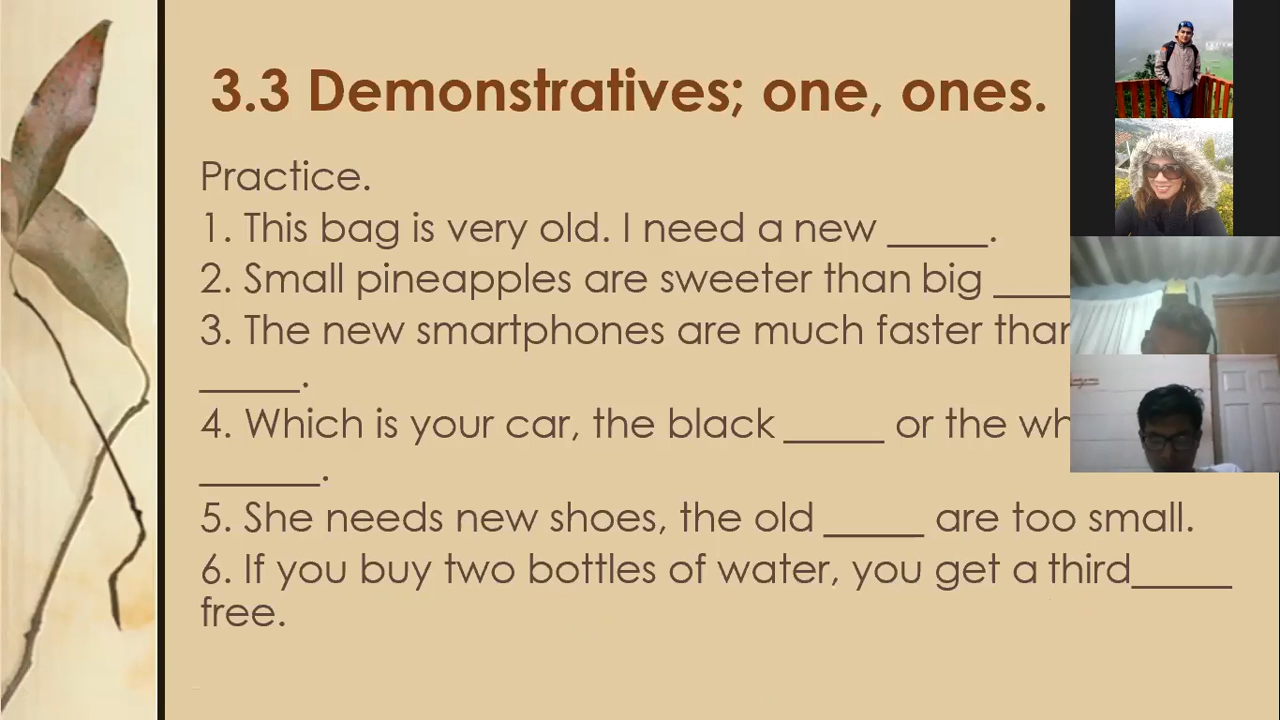 3.3 Demonstratives; one, ones.
Practice.
1. This bag is very old. I need a new _____.
2. Small pineapples are sweeter than big ____
3. The new smartphones are much faster
_____.
4. Which is your car, the black _____ or the
______.
5. She needs new shoes, the old _____ are too small.
6. If you buy two bottles of water, you get a third_____
free.